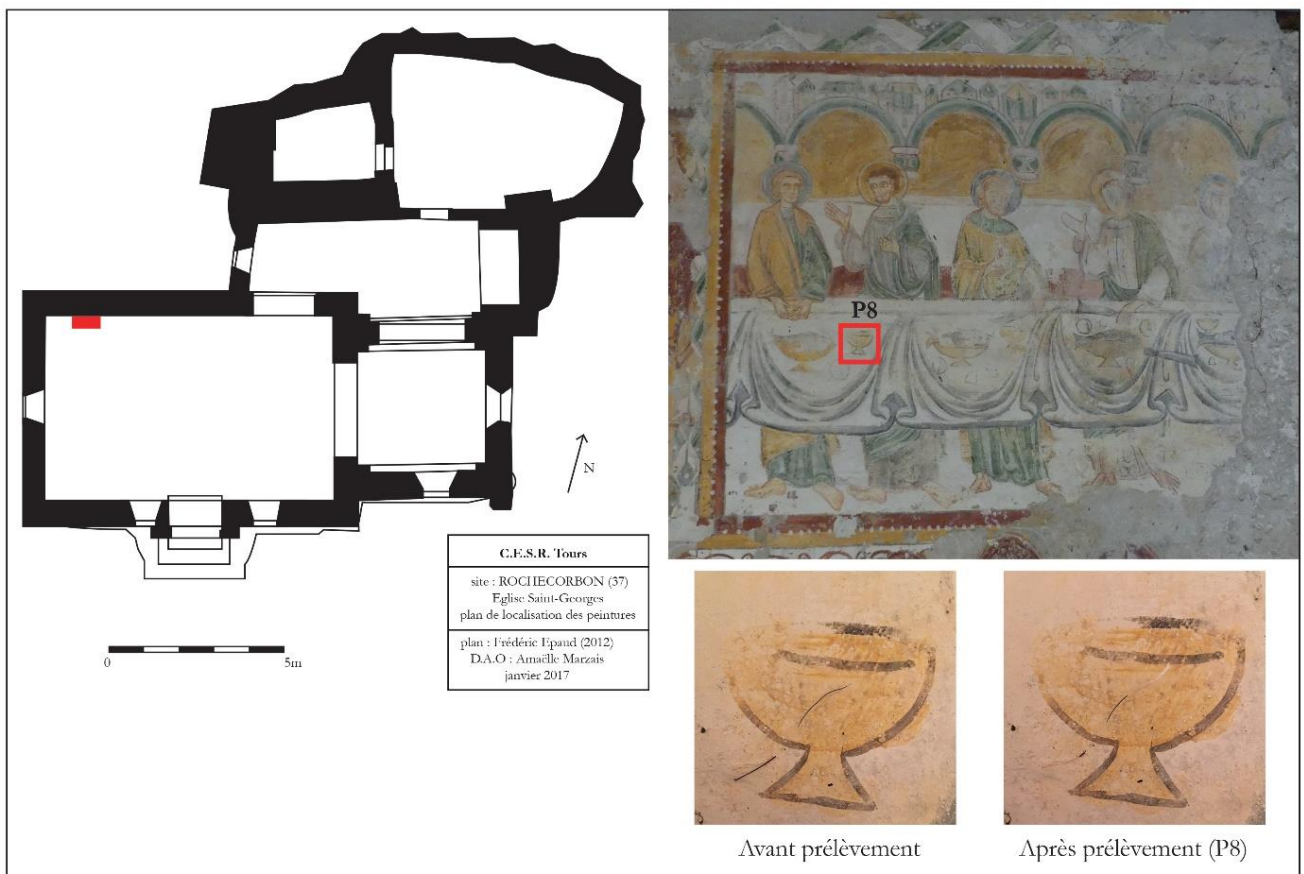 P8
N
C.E.S.R. Tours
site : ROCHECORBON (37)
Eglise Saint-Georges
plan de localisation des peintures
plan : Frédéric Epaud (2012)
D.A.O : Amaëlle Marzais
janvier 2017
0
5m
Avant prélèvement
Après prélèvement (P8)